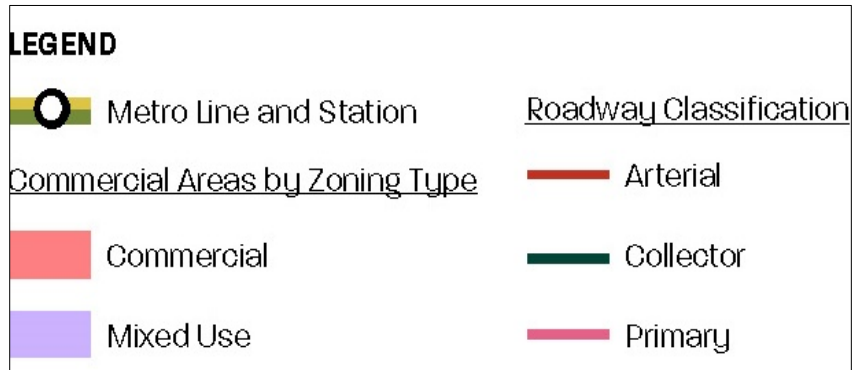 LEGEND
Metro Line and Station
Commercial Areas by Zoning Type
Commercial
Mixed Use
Roadway Classification
Arterial
Collector
Primary